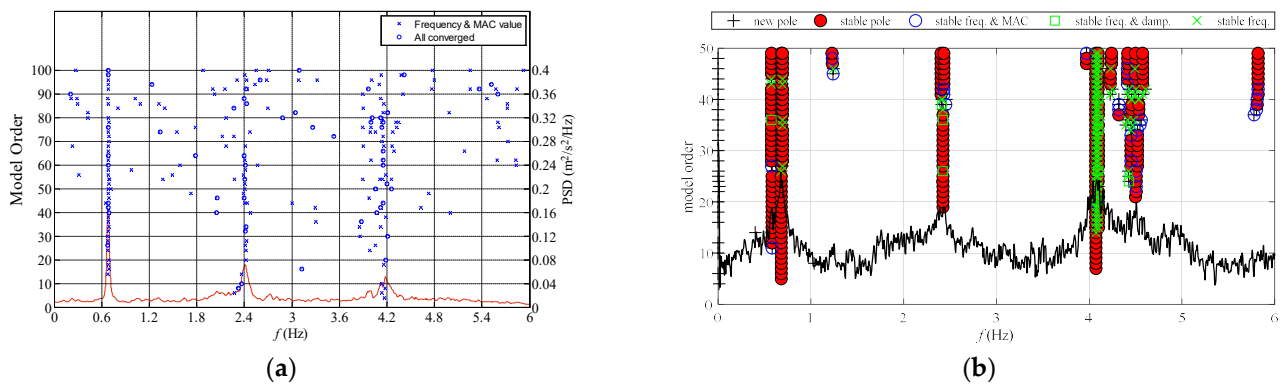 Frequency & MAC value
All converged
100
90
80
70
60
50
40
30
20
10
0
Model Order
0.4
0.36
0.32
0.28
0.24
0.2
0.16
0.12
0.08
0.04
0
PSD (m²/s²/Hz)
0 0.6 1.2 1.8 2.4 3 3.6 4.2 4.8 5.4 6
f (Hz)
(a)
new pole stable pole stable freq. & MAC stable freq. & damp. stable freq.
50
40
30
20
10
0
model order
0 1 2 3 4 5 6
f (Hz)
(b)